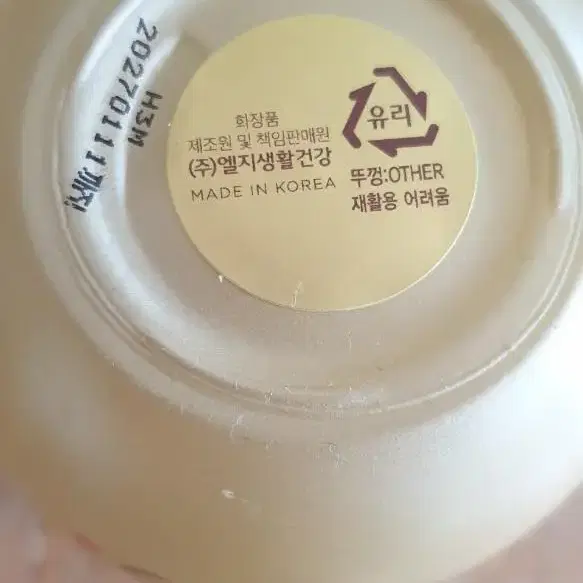 H3M
20270111까지
화장품
제조원 및 책임판매원
(주)엘지생활건강
MADE IN KOREA
유리
뚜껑:OTHER
재활용 어려움